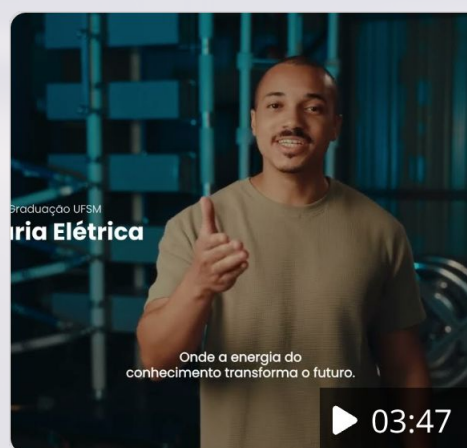 Graduação UFSM
ria Elétrica
Onde a energia do
conhecimento transforma o futuro.
03:47